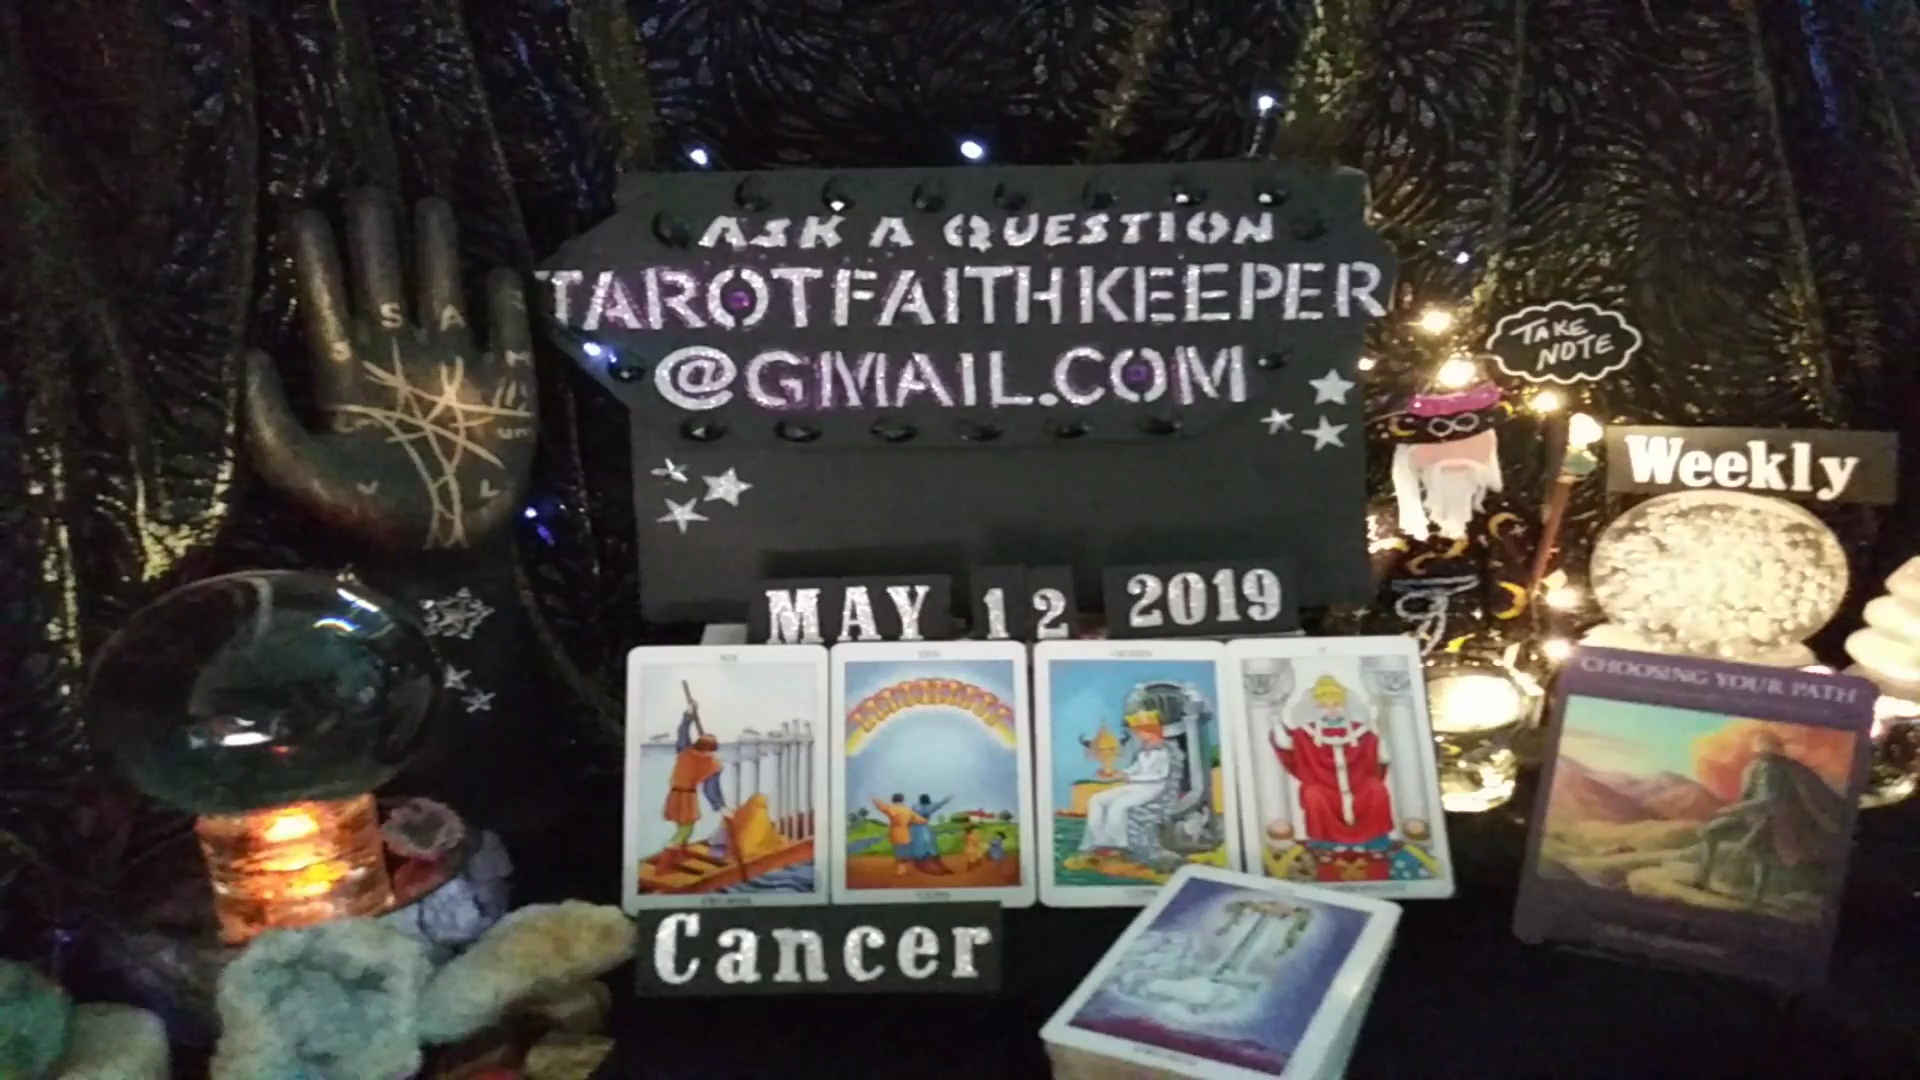 ASK A QUESTION
TAROTFAITHKEEPER
@GMAIL.COM
TAKE
NOTE
Weekly
MAY 12 2019
CHOOSING YOUR PATH
Cancer
S A
S M
V L